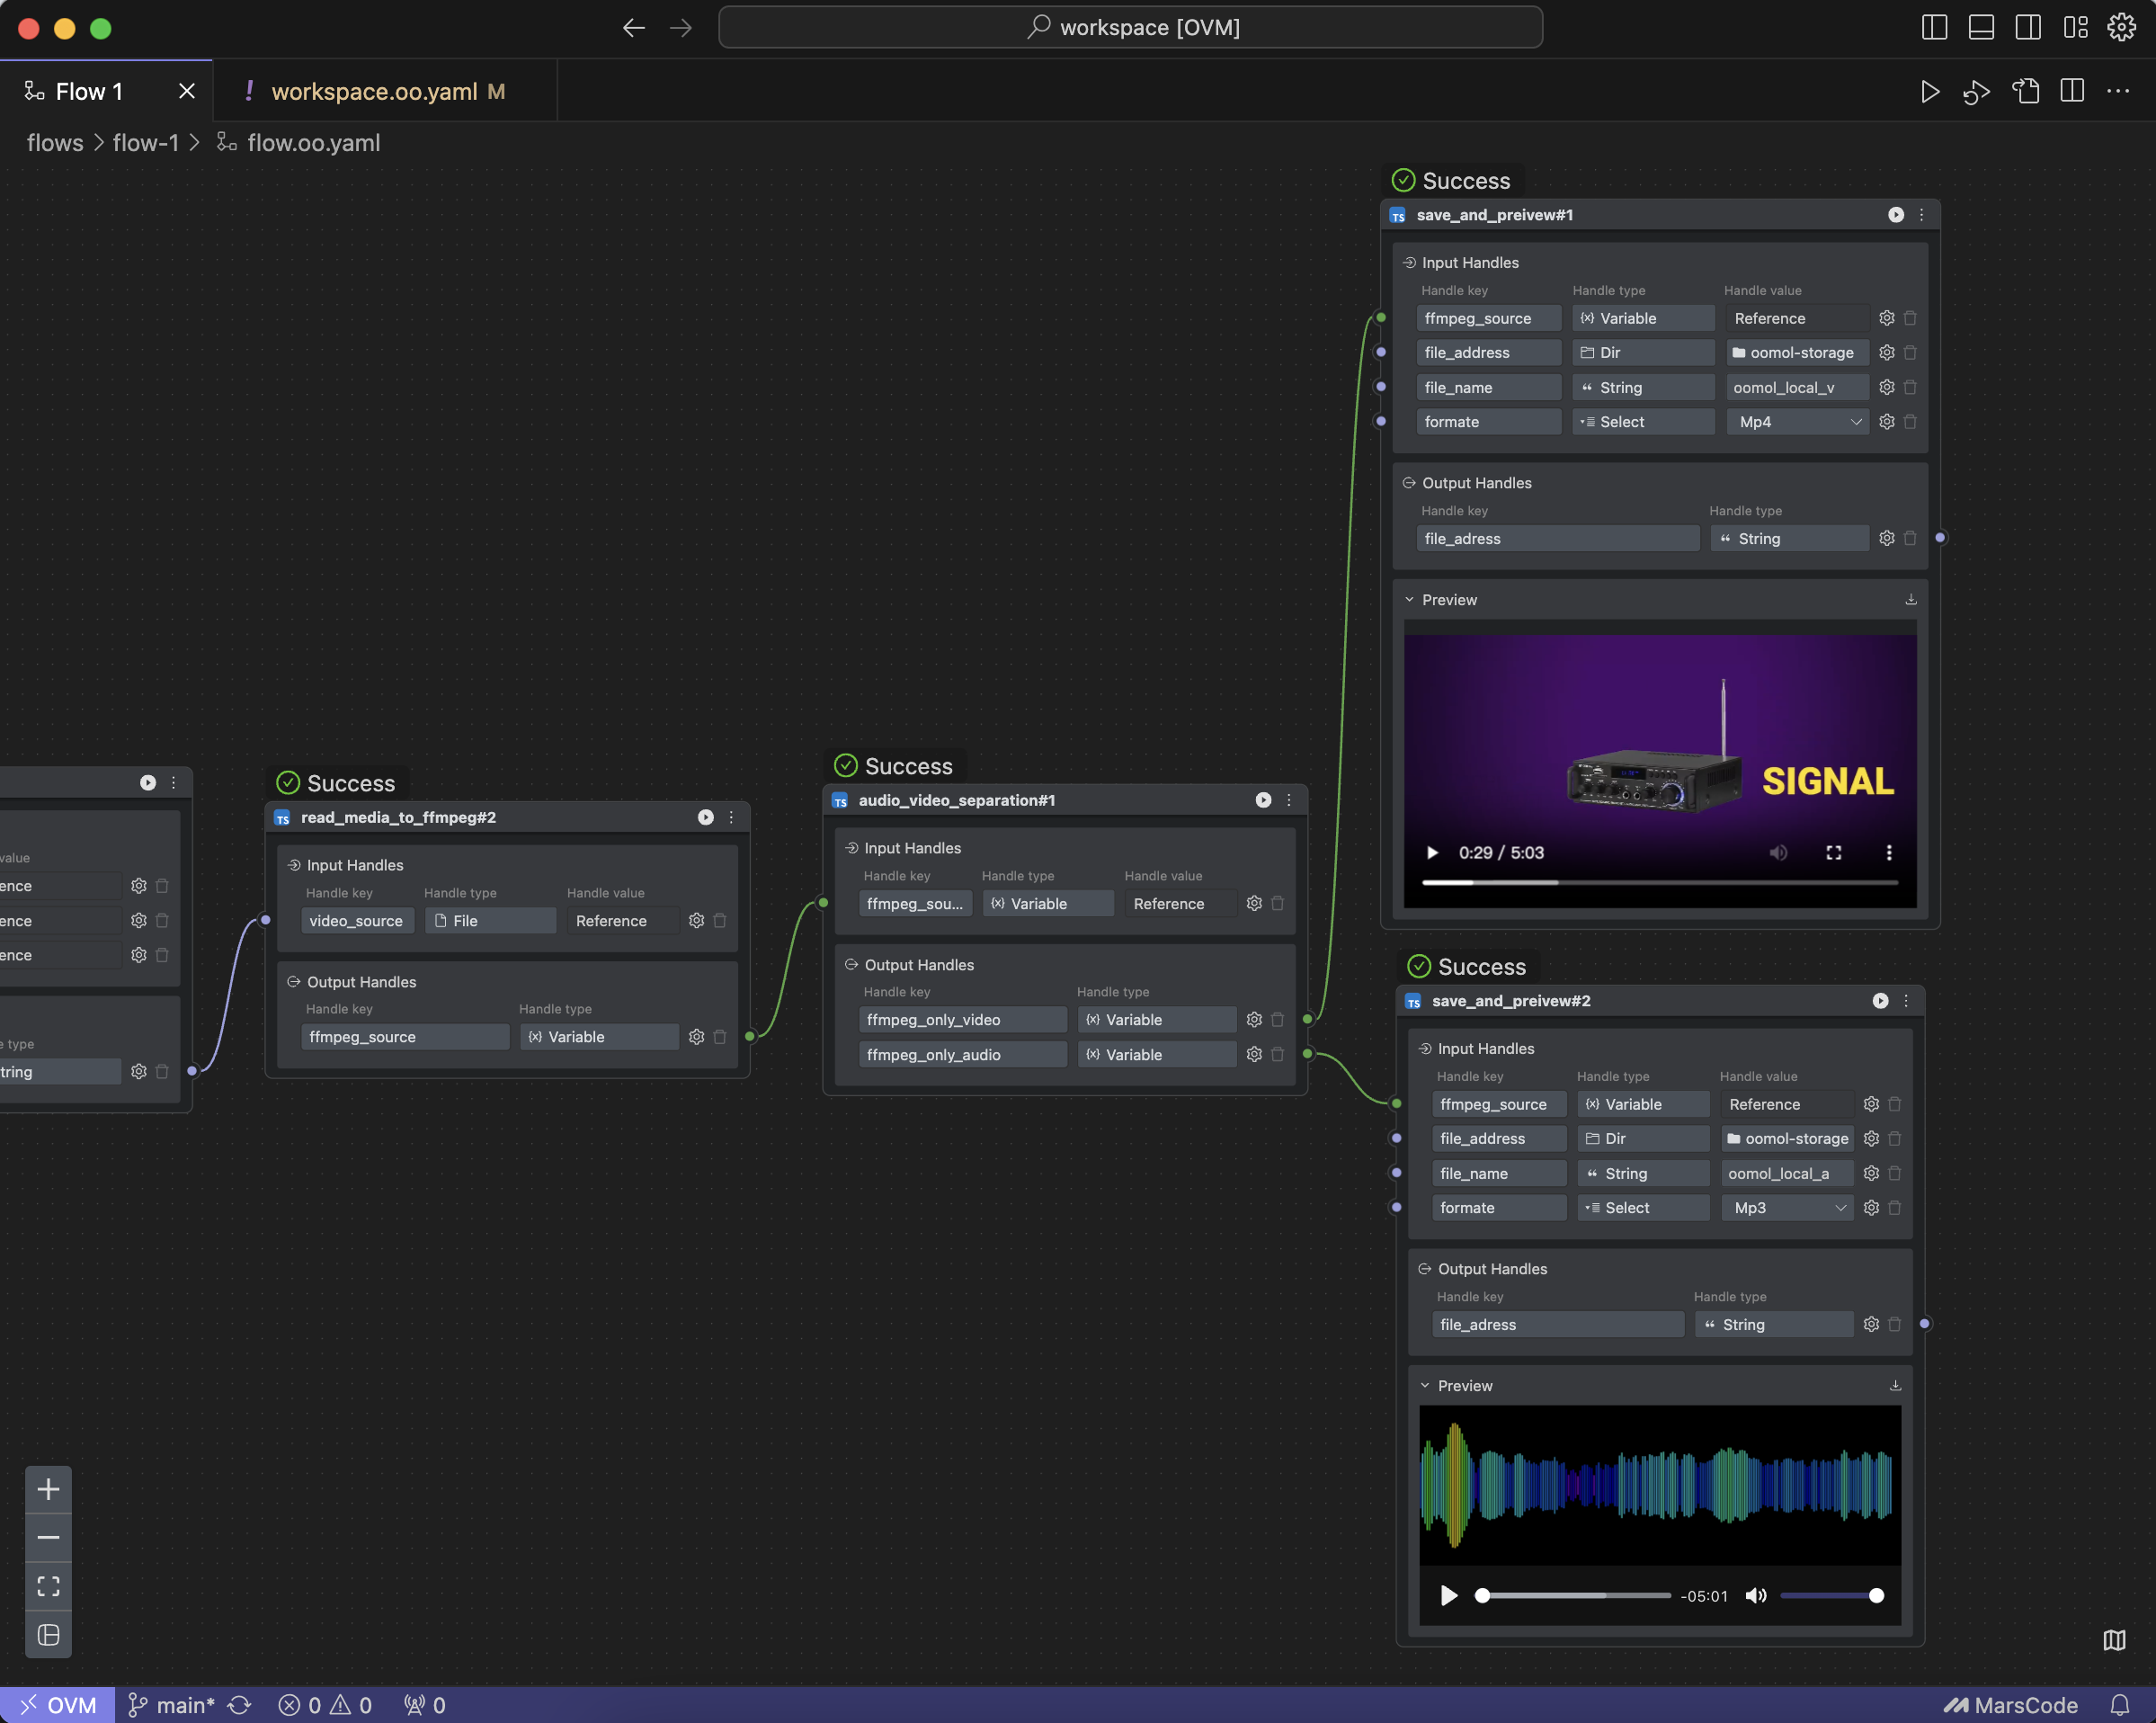 workspace [OVM]
Flow 1
! workspace.oo.yaml M
flows > flow-1 > flow.oo.yaml
Success
TS save_and_preivew#1
Input Handles
Handle key Handle type Handle value
ffmpeg_source {x} Variable Reference
file_address Dir oomol-storage
file_name “ String oomol_local_v
formate Select Mp4
Output Handles
Handle key Handle type
file_adress “ String
Preview
SIGNAL
0:29 / 5:03
value
ence
ence
ence
e type
tring
Success
TS read_media_to_ffmpeg#2
Input Handles
Handle key Handle type Handle value
video_source File Reference
Output Handles
Handle key Handle type
ffmpeg_source {x} Variable
Success
TS audio_video_separation#1
Input Handles
Handle key Handle type Handle value
ffmpeg_sou... {x} Variable Reference
Output Handles
Handle key Handle type
ffmpeg_only_video {x} Variable
ffmpeg_only_audio {x} Variable
Success
TS save_and_preivew#2
Input Handles
Handle key Handle type Handle value
ffmpeg_source {x} Variable Reference
file_address Dir oomol-storage
file_name “ String oomol_local_a
formate Select Mp3
Output Handles
Handle key Handle type
file_adress “ String
Preview
-05:01
OVM main* 0 0 0 MarsCode